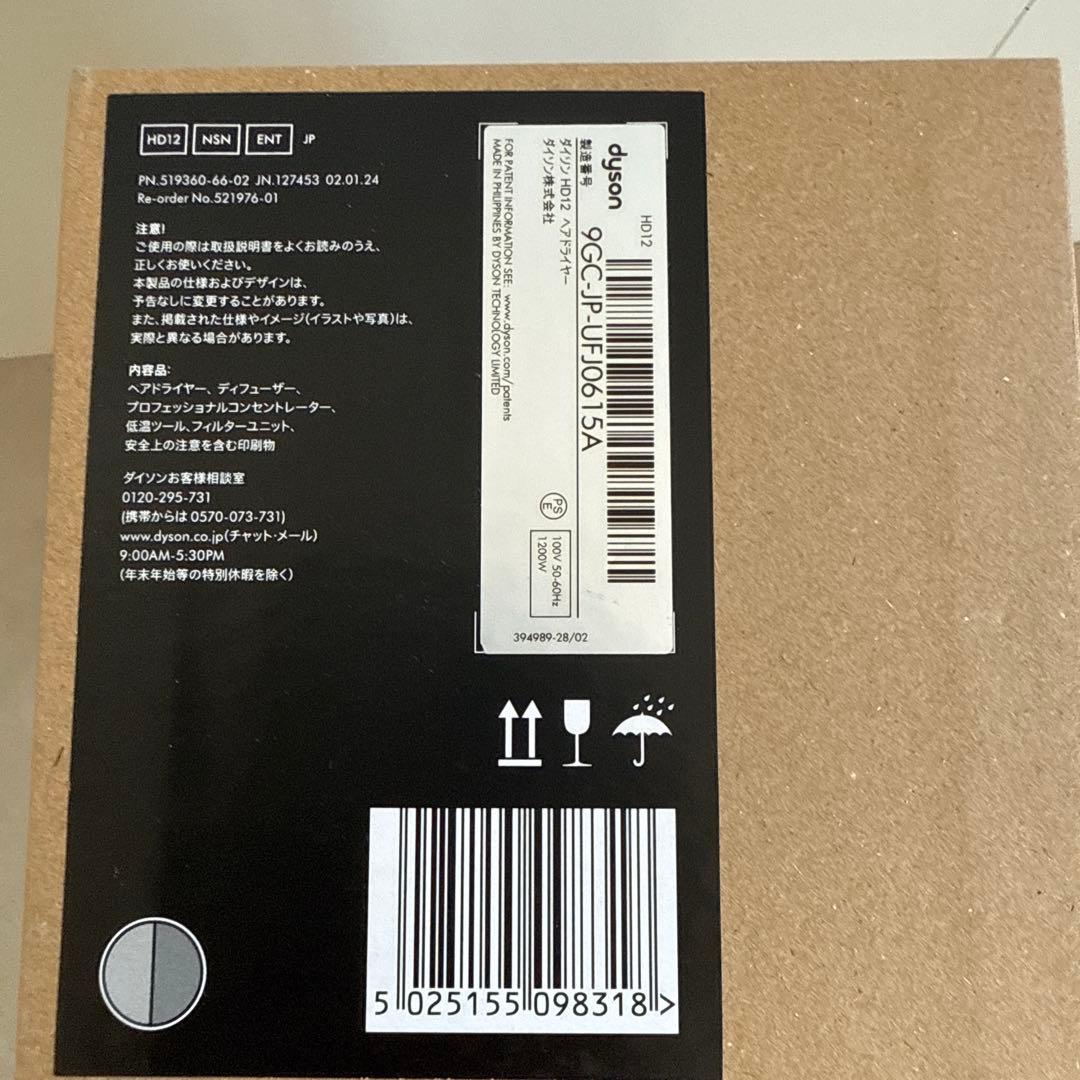 HD12 NSN ENT JP
PN.519360-66-02 JN.127453 02.01.24
Re-order No.521976-01
注意!
ご使用の際は取扱説明書をよくお読みのうえ、
正しくお使いください。
本製品の仕様およびデザインは、
予告なしに変更することがあります。
また、掲載された仕様やイメージ(イラストや写真)は、
実際と異なる場合があります。
内容品:
ヘアドライヤー、ディフューザー、
プロフェッショナルコンセントレーター、
低温ツール、フィルターユニット、
安全上の注意を含む印刷物
ダイソンお客様相談室
0120-295-731
(携帯からは 0570-073-731)
www.dyson.co.jp(チャット・メール)
9:00AM-5:30PM
(年末年始等の特別休暇を除く)
HD12
dyson
製造番号 9GC-JP-UFJ0615A
ダイソン HD12 ヘアドライヤー
ダイソン株式会社
FOR PATENT INFORMATION SEE: www.dyson.com/patents
MADE IN PHILIPPINES BY DYSON TECHNOLOGY LIMITED
PS
E
100V 50-60Hz
1200W
394989-28/02
5 025155 098318 >